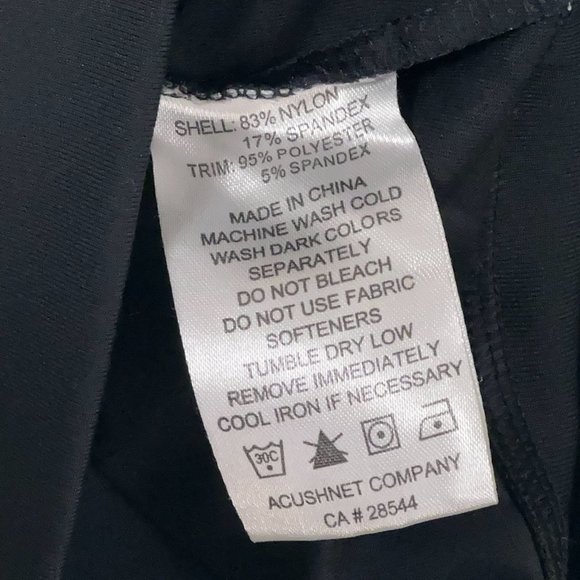 SHELL: 83% NYLON
17% SPANDEX
TRIM: 95% POLYESTER
5% SPANDEX
MADE IN CHINA
MACHINE WASH COLD
WASH DARK COLORS
SEPARATELY
DO NOT BLEACH
DO NOT USE FABRIC
SOFTENERS
TUMBLE DRY LOW
REMOVE IMMEDIATELY
COOL IRON IF NECESSARY
30C
ACUSHNET COMPANY
CA # 28544